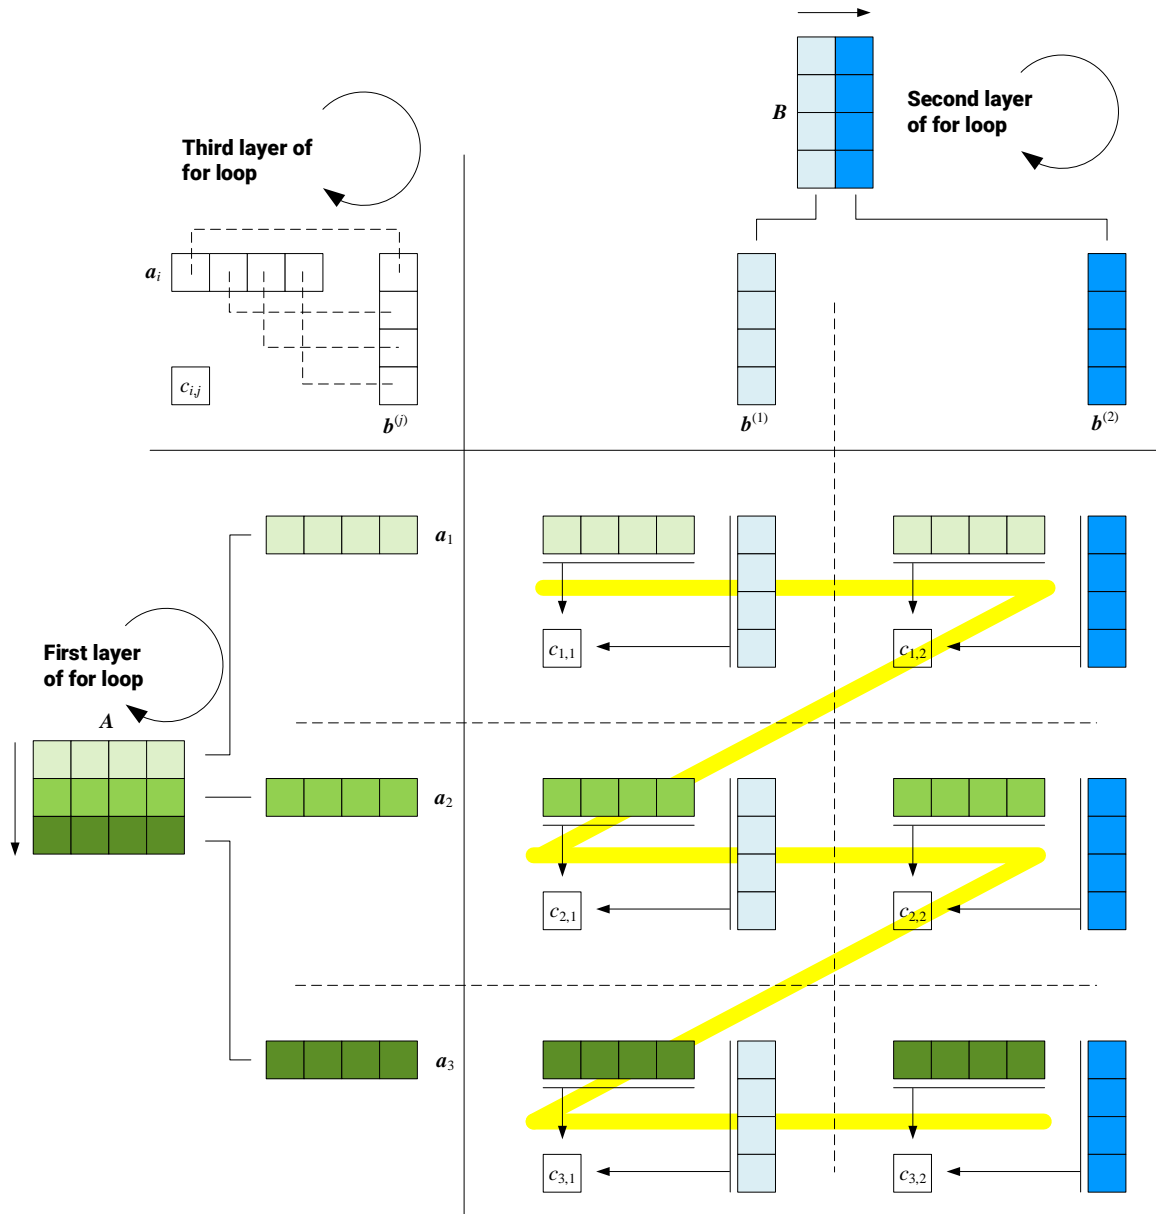 B
Second layer
of for loop
Third layer of
for loop
a_i
c_{i,j}
b^{(j)}
b^{(1)}
b^{(2)}
a_1
First layer
of for loop
A
c_{1,1}
c_{1,2}
a_2
c_{2,1}
c_{2,2}
a_3
c_{3,1}
c_{3,2}